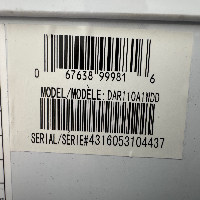 0 67638 99981 6
MODEL/MODÈLE: DAR110A1WDD
SERIAL/SERIE#4316053104437